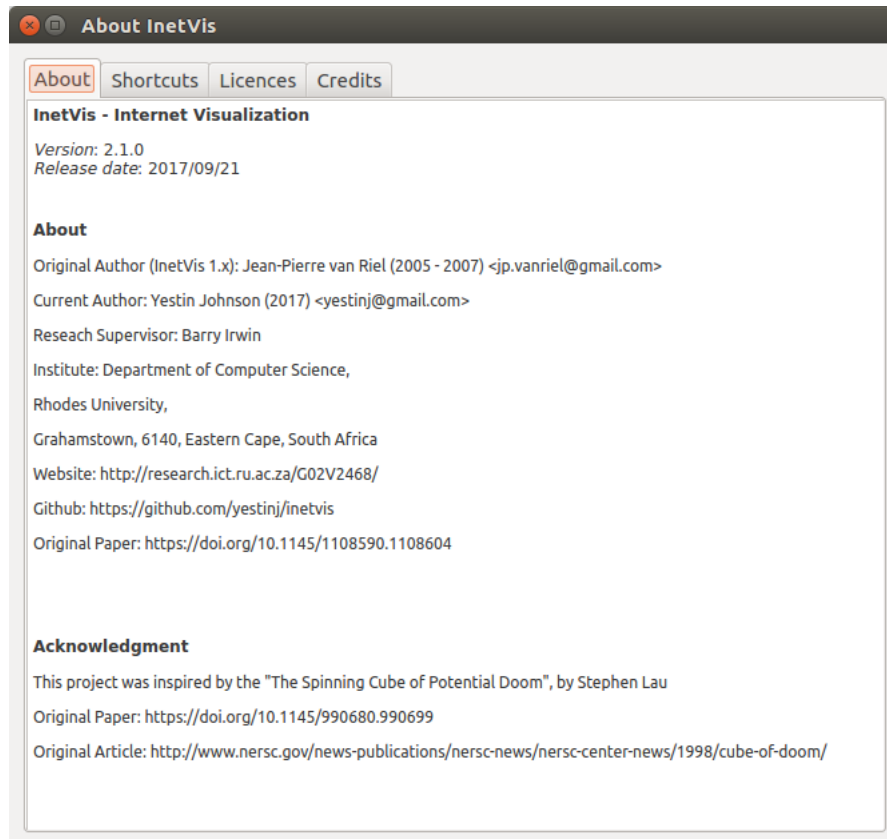 About InetVis
About Shortcuts Licences Credits
InetVis - Internet Visualization
Version: 2.1.0
Release date: 2017/09/21
About
Original Author (InetVis 1.x): Jean-Pierre van Riel (2005 - 2007) <jp.vanriel@gmail.com>
Current Author: Yestin Johnson (2017) <yestinj@gmail.com>
Reseach Supervisor: Barry Irwin
Institute: Department of Computer Science,
Rhodes University,
Grahamstown, 6140, Eastern Cape, South Africa
Website: http://research.ict.ru.ac.za/G02V2468/
Github: https://github.com/yestinj/inetvis
Original Paper: https://doi.org/10.1145/1108590.1108604
Acknowledgment
This project was inspired by the "The Spinning Cube of Potential Doom", by Stephen Lau
Original Paper: https://doi.org/10.1145/990680.990699
Original Article: http://www.nersc.gov/news-publications/nersc-news/nersc-center-news/1998/cube-of-doom/